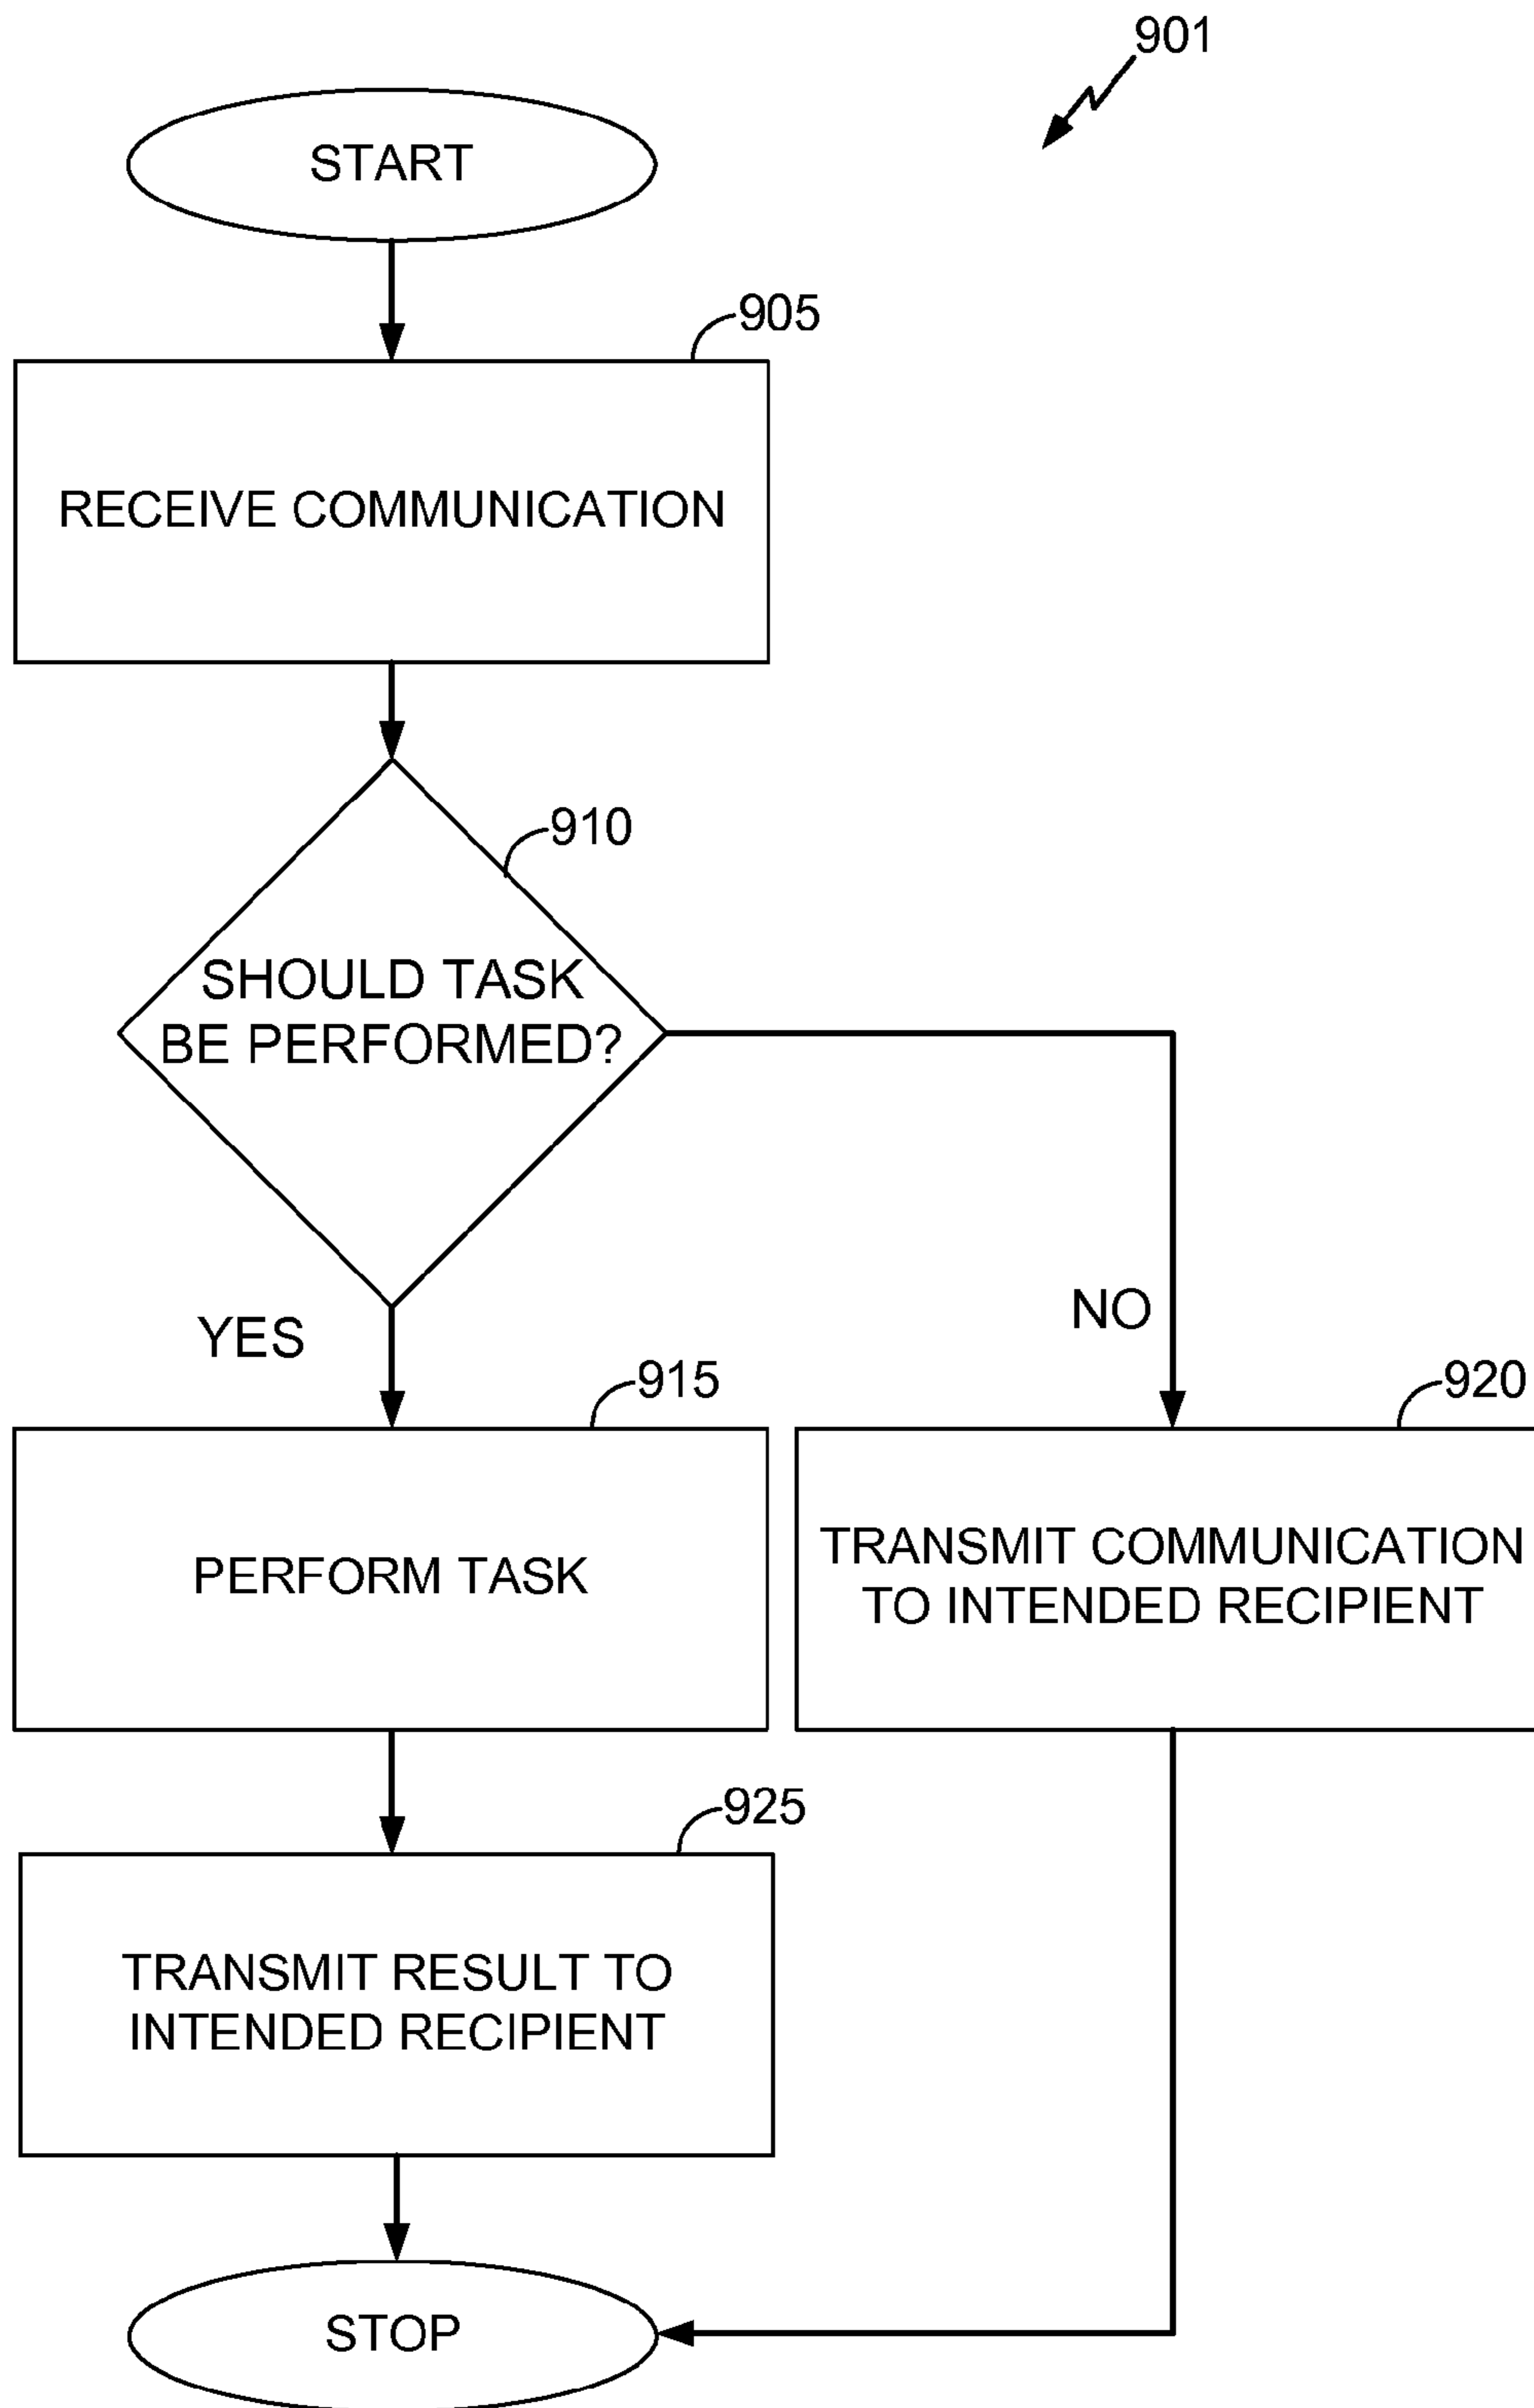 901
START
905
RECEIVE COMMUNICATION
910
SHOULD TASK
BE PERFORMED?
YES
NO
915
920
PERFORM TASK
TRANSMIT COMMUNICATION
TO INTENDED RECIPIENT
925
TRANSMIT RESULT TO
INTENDED RECIPIENT
STOP